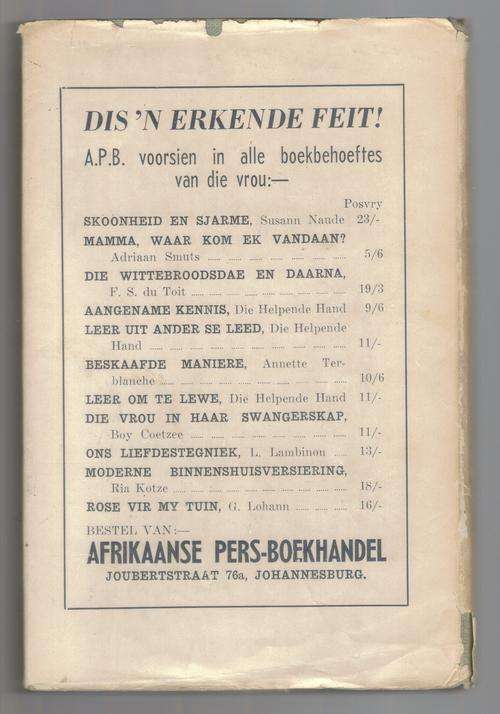 DIS 'N ERKENDE FEIT!
A.P.B. voorsien in alle boekbehoeftes
van die vrou:—
Posvry
SKOONHEID EN SJARME, Susann Naude 23/-
MAMMA, WAAR KOM EK VANDAAN?
Adriaan Smuts ..... 5/6
DIE WITTEBROODSDAE EN DAARNA,
F. S. du Toit ..... 19/3
AANGENAME KENNIS, Die Helpende Hand 9/6
LEER UIT ANDER SE LEED, Die Helpende
Hand ..... 11/-
BESKAAFDE MANIERE, Annette Ter-
blanche ..... 10/6
LEER OM TE LEWE, Die Helpende Hand 11/-
DIE VROU IN HAAR SWANGERSKAP,
Boy Coetzee ..... 11/-
ONS LIEFDESTEGNIEK, L. Lambinon ..... 13/-
MODERNE BINNENSHUISVERSIERING,
Ria Kotze ..... 18/-
ROSE VIR MY TUIN, G. Lohann ..... 16/-
BESTEL VAN:—
AFRIKAANSE PERS-BOEKHANDEL
JOUBERTSTRAAT 76a, JOHANNESBURG.